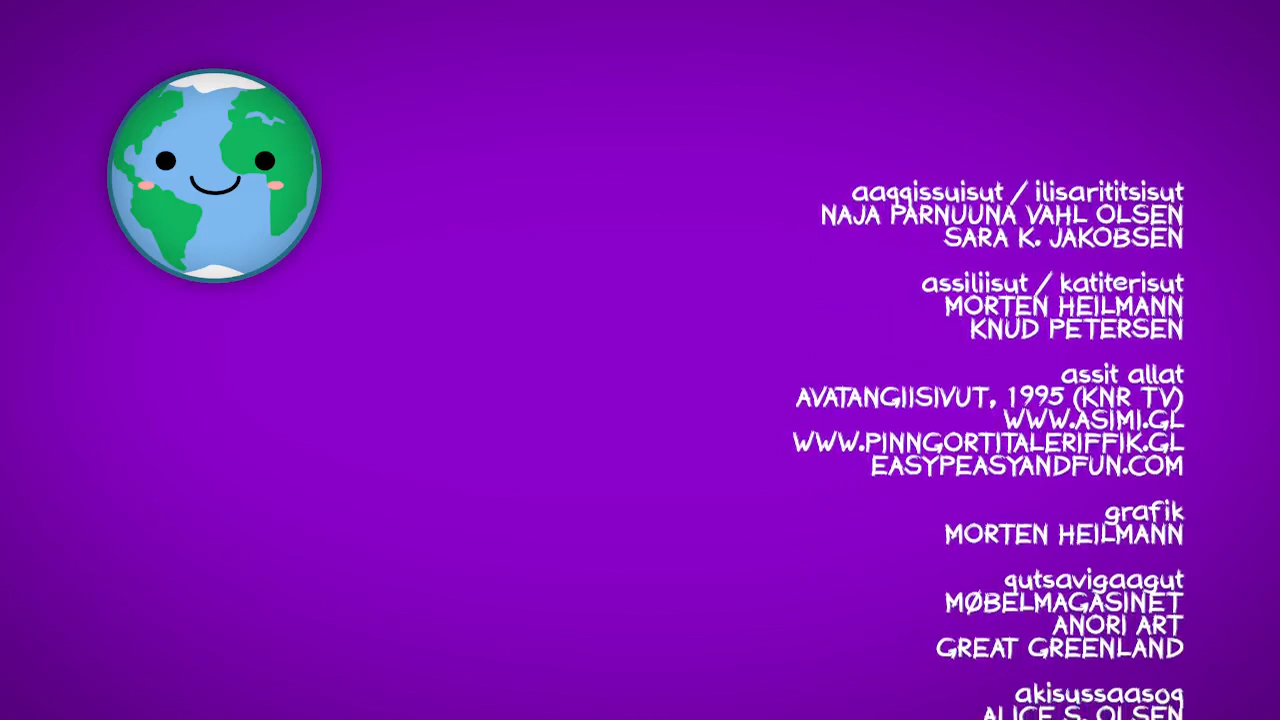 aaqqissuisut / ilisarititsisut
NAJA PARNUUNA VAHL OLSEN
SARA K. JAKOBSEN
assiliisut / katiterisut
MORTEN HEILMANN
KNUD PETERSEN
assit allat
AVATANGIISIVUT, 1995 (KNR TV)
WWW.ASIMI.GL
WWW.PINNGORTITALERIFFIK.GL
EASYPEASYANDFUN.COM
grafik
MORTEN HEILMANN
qutsavigaagut
MØBELMAGASINET
ANORI ART
GREAT GREENLAND
akisussaasoq
ALICE S. OLSEN